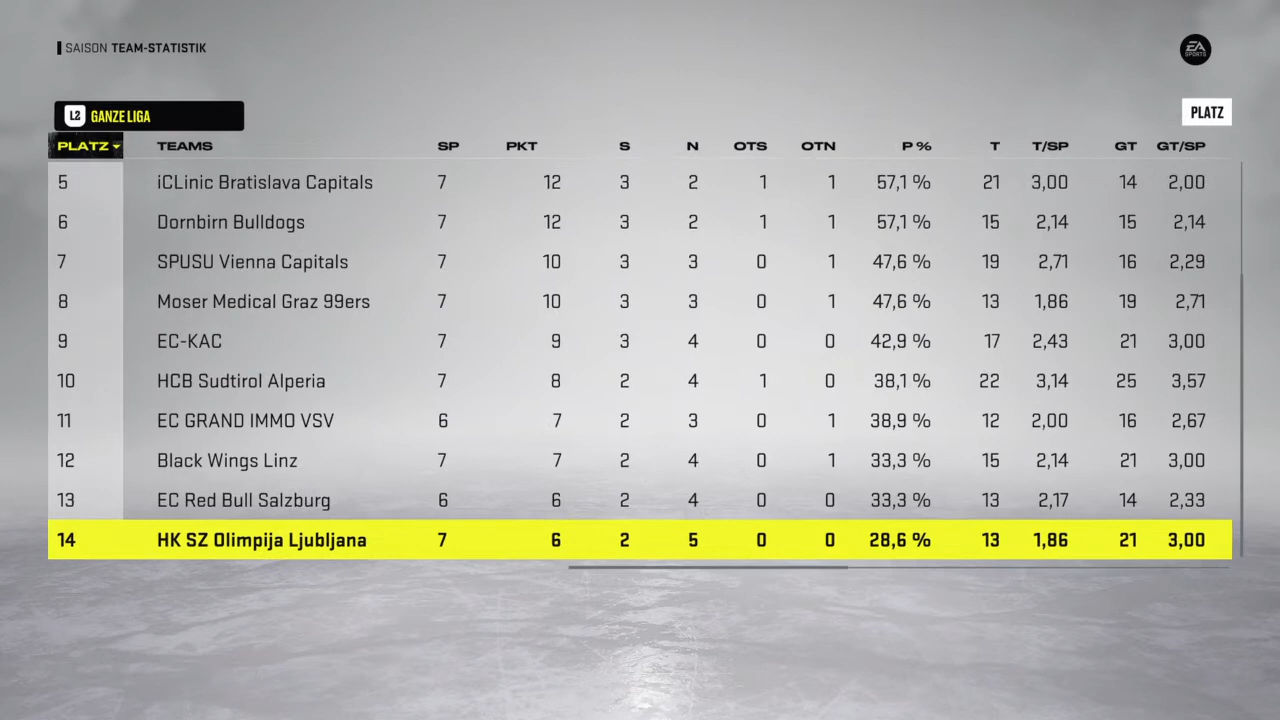 SAISON TEAM-STATISTIK
EA SPORTS
L2 GANZE LIGA
PLATZ
PLATZ TEAMS SP PKT S N OTS OTN P % T T/SP GT GT/SP
5 iCLinic Bratislava Capitals 7 12 3 2 1 1 57,1 % 21 3,00 14 2,00
6 Dornbirn Bulldogs 7 12 3 2 1 1 57,1 % 15 2,14 15 2,14
7 SPUSU Vienna Capitals 7 10 3 3 0 1 47,6 % 19 2,71 16 2,29
8 Moser Medical Graz 99ers 7 10 3 3 0 1 47,6 % 13 1,86 19 2,71
9 EC-KAC 7 9 3 4 0 0 42,9 % 17 2,43 21 3,00
10 HCB Sudtirol Alperia 7 8 2 4 1 0 38,1 % 22 3,14 25 3,57
11 EC GRAND IMMO VSV 6 7 2 3 0 1 38,9 % 12 2,00 16 2,67
12 Black Wings Linz 7 7 2 4 0 1 33,3 % 15 2,14 21 3,00
13 EC Red Bull Salzburg 6 6 2 4 0 0 33,3 % 13 2,17 14 2,33
14 HK SZ Olimpija Ljubljana 7 6 2 5 0 0 28,6 % 13 1,86 21 3,00